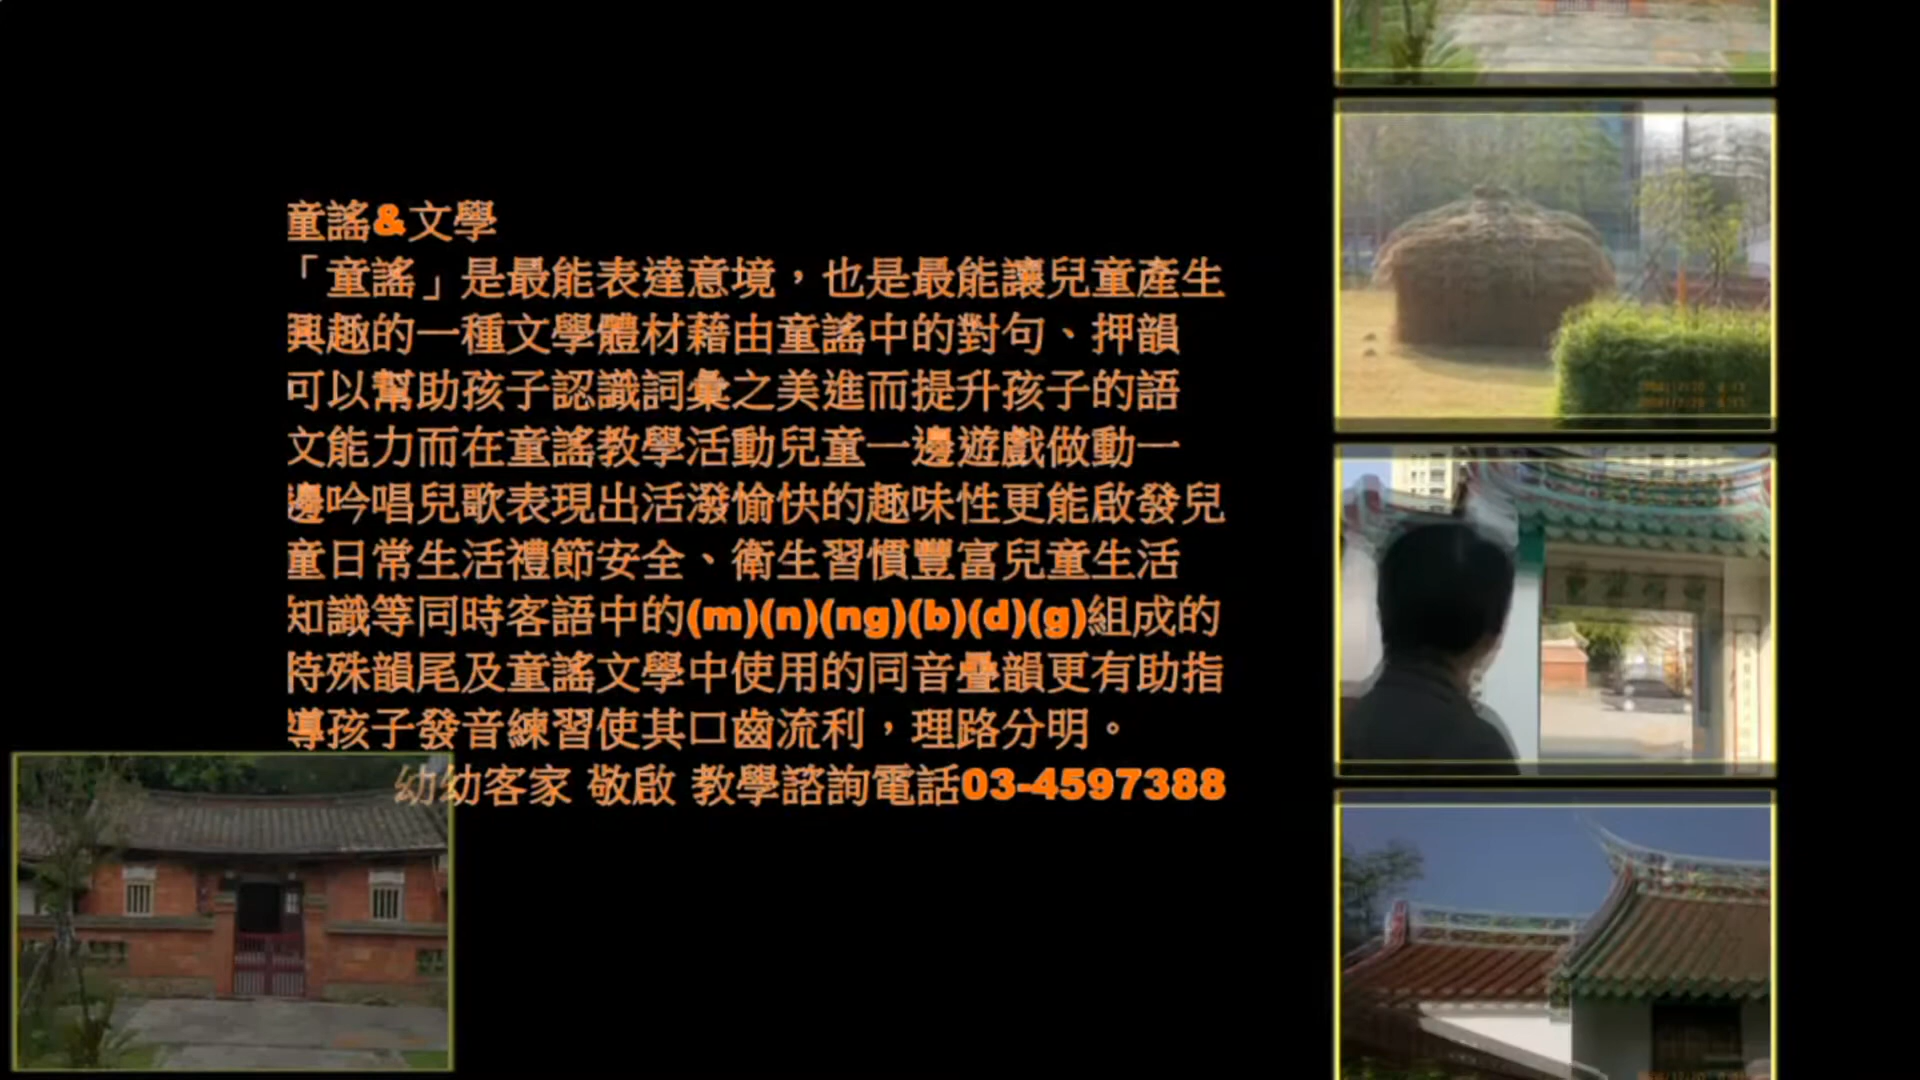 童謠&文學
「童謠」是最能表達意境，也是最能讓兒童產生
興趣的一種文學體材藉由童謠中的對句、押韻
可以幫助孩子認識詞彙之美進而提升孩子的語
文能力而在童謠教學活動兒童一邊遊戲做動一
邊吟唱兒歌表現出活潑愉快的趣味性更能啟發兒
童日常生活禮節安全、衛生習慣豐富兒童生活
知識等同時客語中的(m)(n)(ng)(b)(d)(g)組成的
特殊韻尾及童謠文學中使用的同音疊韻更有助指
導孩子發音練習使其口齒流利，理路分明。
幼幼客家 敬啟 教學諮詢電話03-4597388